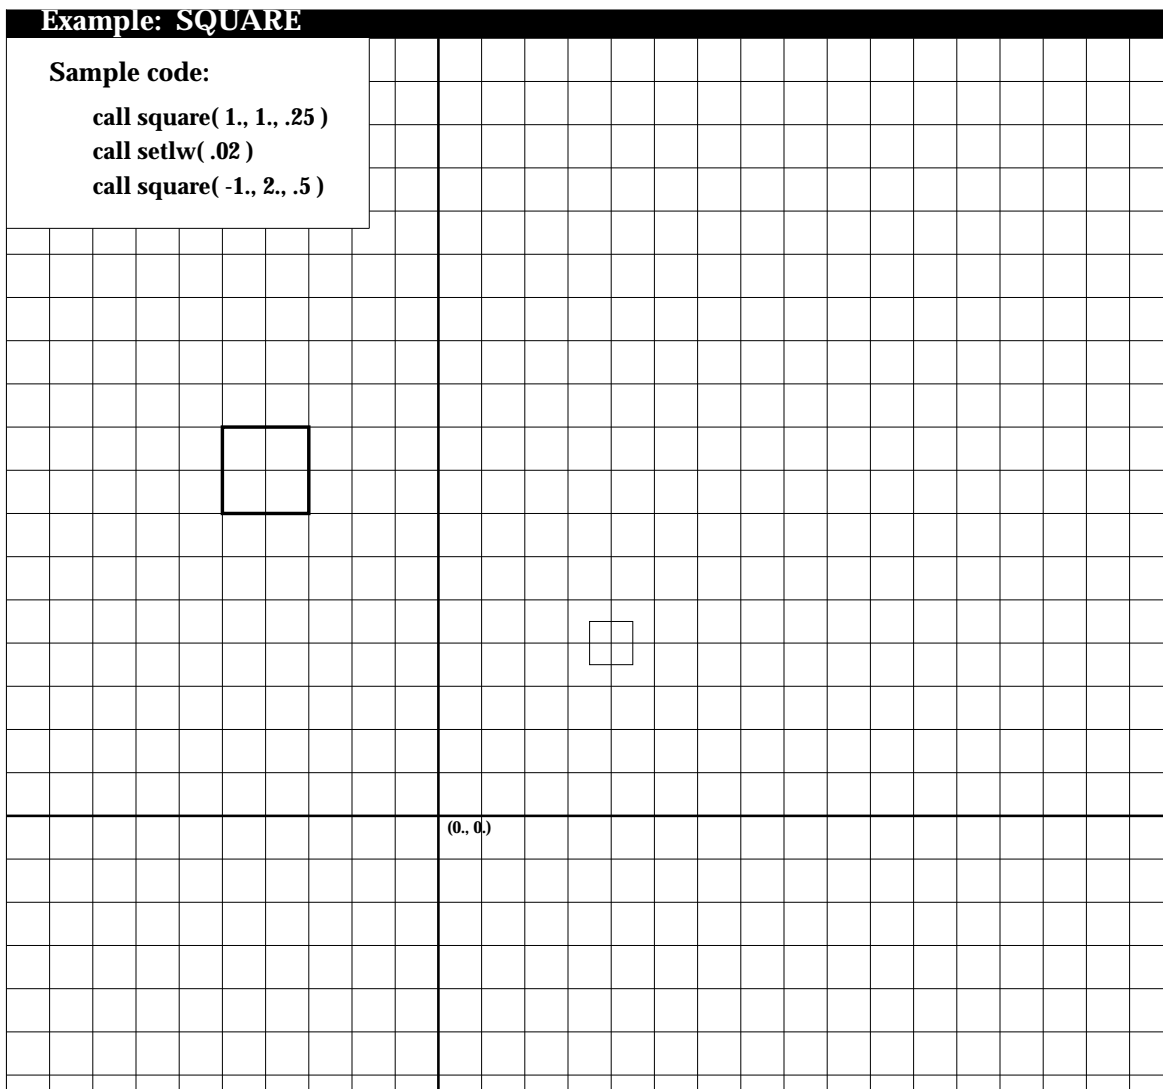 Example: SQUARE
Sample code:
call square( 1., 1., .25 )
call setlw( .02 )
call square( -1., 2., .5 )
(0., 0.)